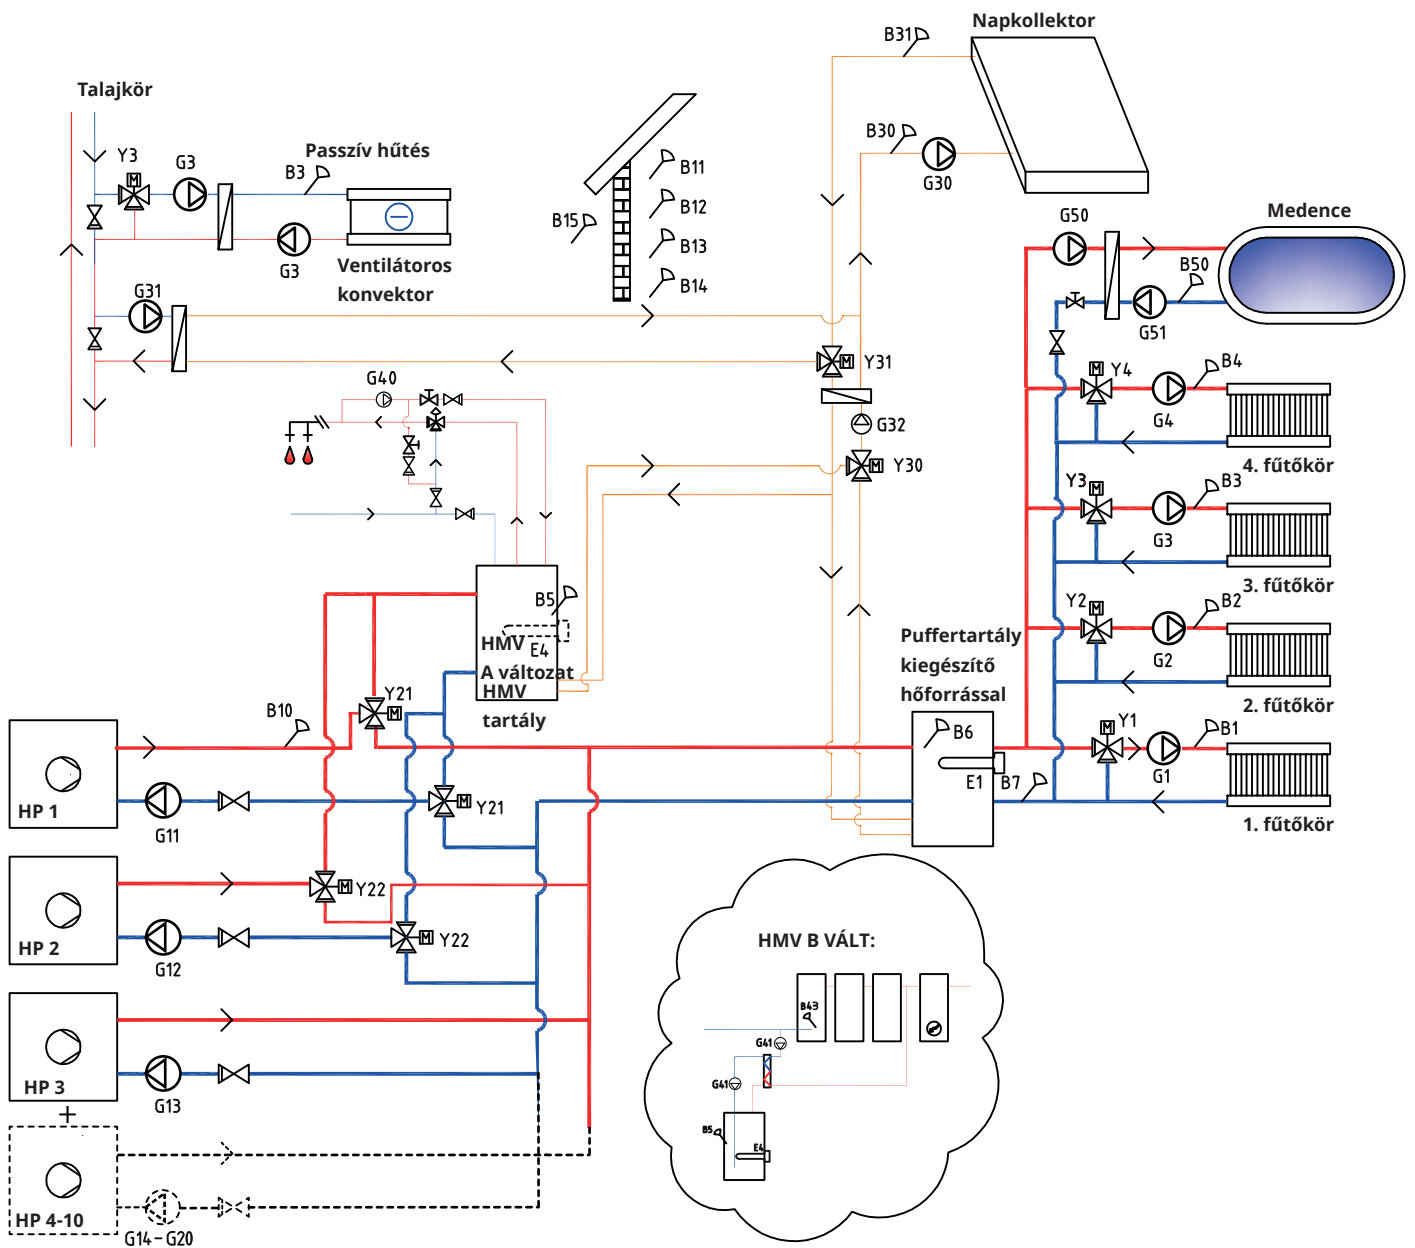 Napkollektor
B31
Talajkör
B30
G30
Y3
G3
Passzív hűtés
B3
B11
B12
B15
B13
B14
G3
Ventilátoros
konvektor
G50
Medence
B50
G51
G31
Y31
G40
G32
Y30
Y4
B4
G4
4. fűtőkör
Y3
B3
G3
3. fűtőkör
Y2
B2
G2
2. fűtőkör
Y1
B1
G1
1. fűtőkör
B5
HMV
E4
A változat
HMV
tartály
Puffertartály
kiegészítő
hőforrással
B6
E1
B7
Y21
M
B10
HP 1
G11
Y21
M
HP 2
G12
Y22
M
Y22
M
HP 3
G13
+
HP 4-10
G14-G20
HMV B VÁLT:
B43
G41
G41
B5
E4
M
M
M
M
M
M
M